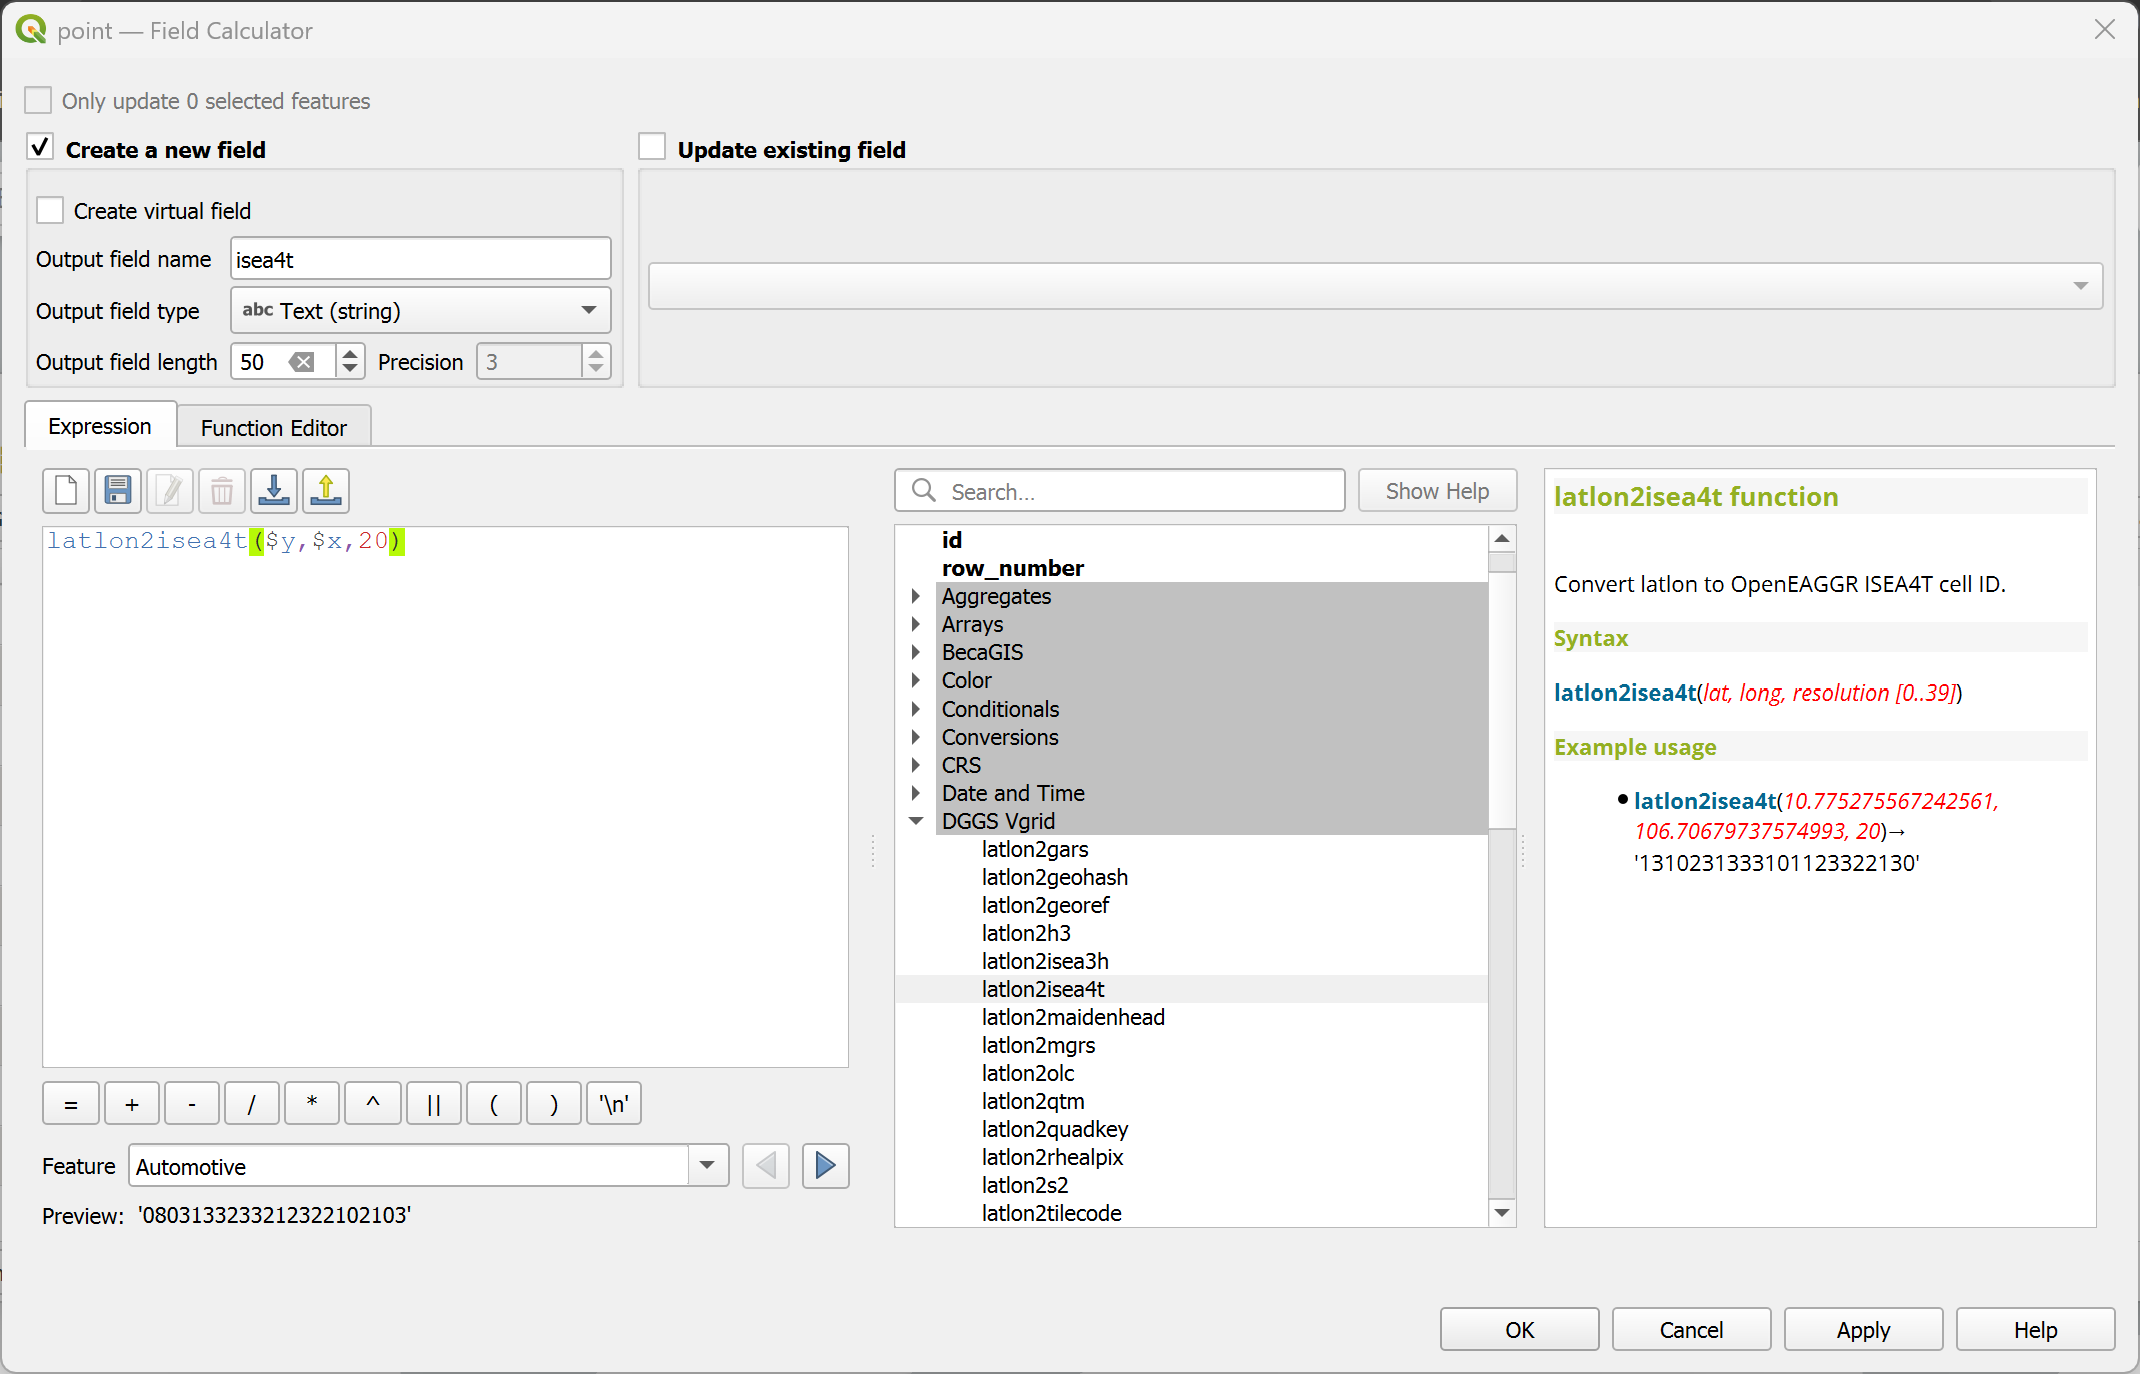 point — Field Calculator
Only update 0 selected features
Create a new field
Update existing field
Create virtual field
Output field name isea4t
Output field type abc Text (string)
Output field length 50 Precision 3
Expression
Function Editor
Search...
Show Help
latlon2isea4t($y,$x,20)
id
row_number
Aggregates
Arrays
BecaGIS
Color
Conditionals
Conversions
CRS
Date and Time
DGGS Vgrid
latlon2gars
latlon2geohash
latlon2georef
latlon2h3
latlon2isea3h
latlon2isea4t
latlon2maidenhead
latlon2mgrs
latlon2olc
latlon2qtm
latlon2quadkey
latlon2rhealpix
latlon2s2
latlon2tilecode
latlon2isea4t function
Convert latlon to OpenEAGGR ISEA4T cell ID.
Syntax
latlon2isea4t(lat, long, resolution [0..39])
Example usage
• latlon2isea4t(10.775275567242561,
106.70679737574993, 20)→
'1310231333101123322130'
= + - / * ^ || ( ) '\n'
Feature Automotive
Preview: '0803133233212322102103'
OK Cancel Apply Help